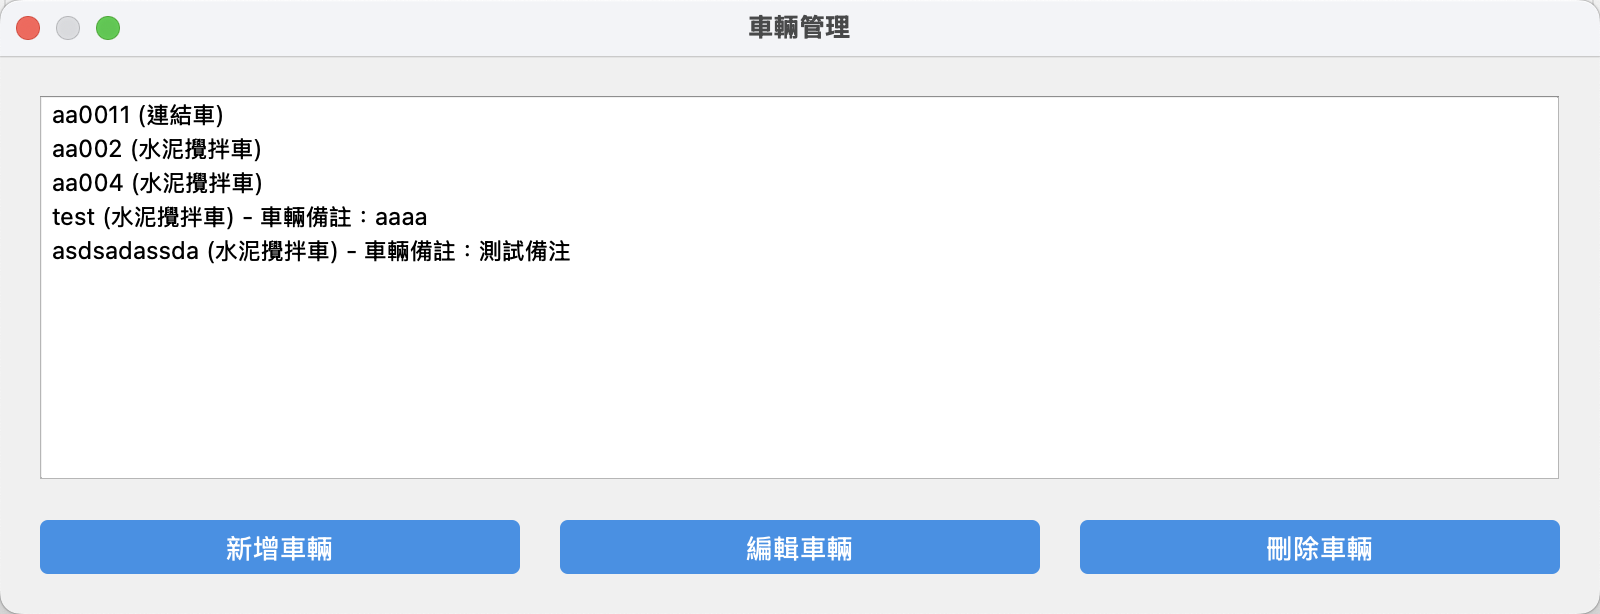 車輛管理
aa0011 (連結車)
aa002 (水泥攪拌車)
aa004 (水泥攪拌車)
test (水泥攪拌車) - 車輛備註：aaaa
asdsadassda (水泥攪拌車) - 車輛備註：測試備注
新增車輛
編輯車輛
刪除車輛